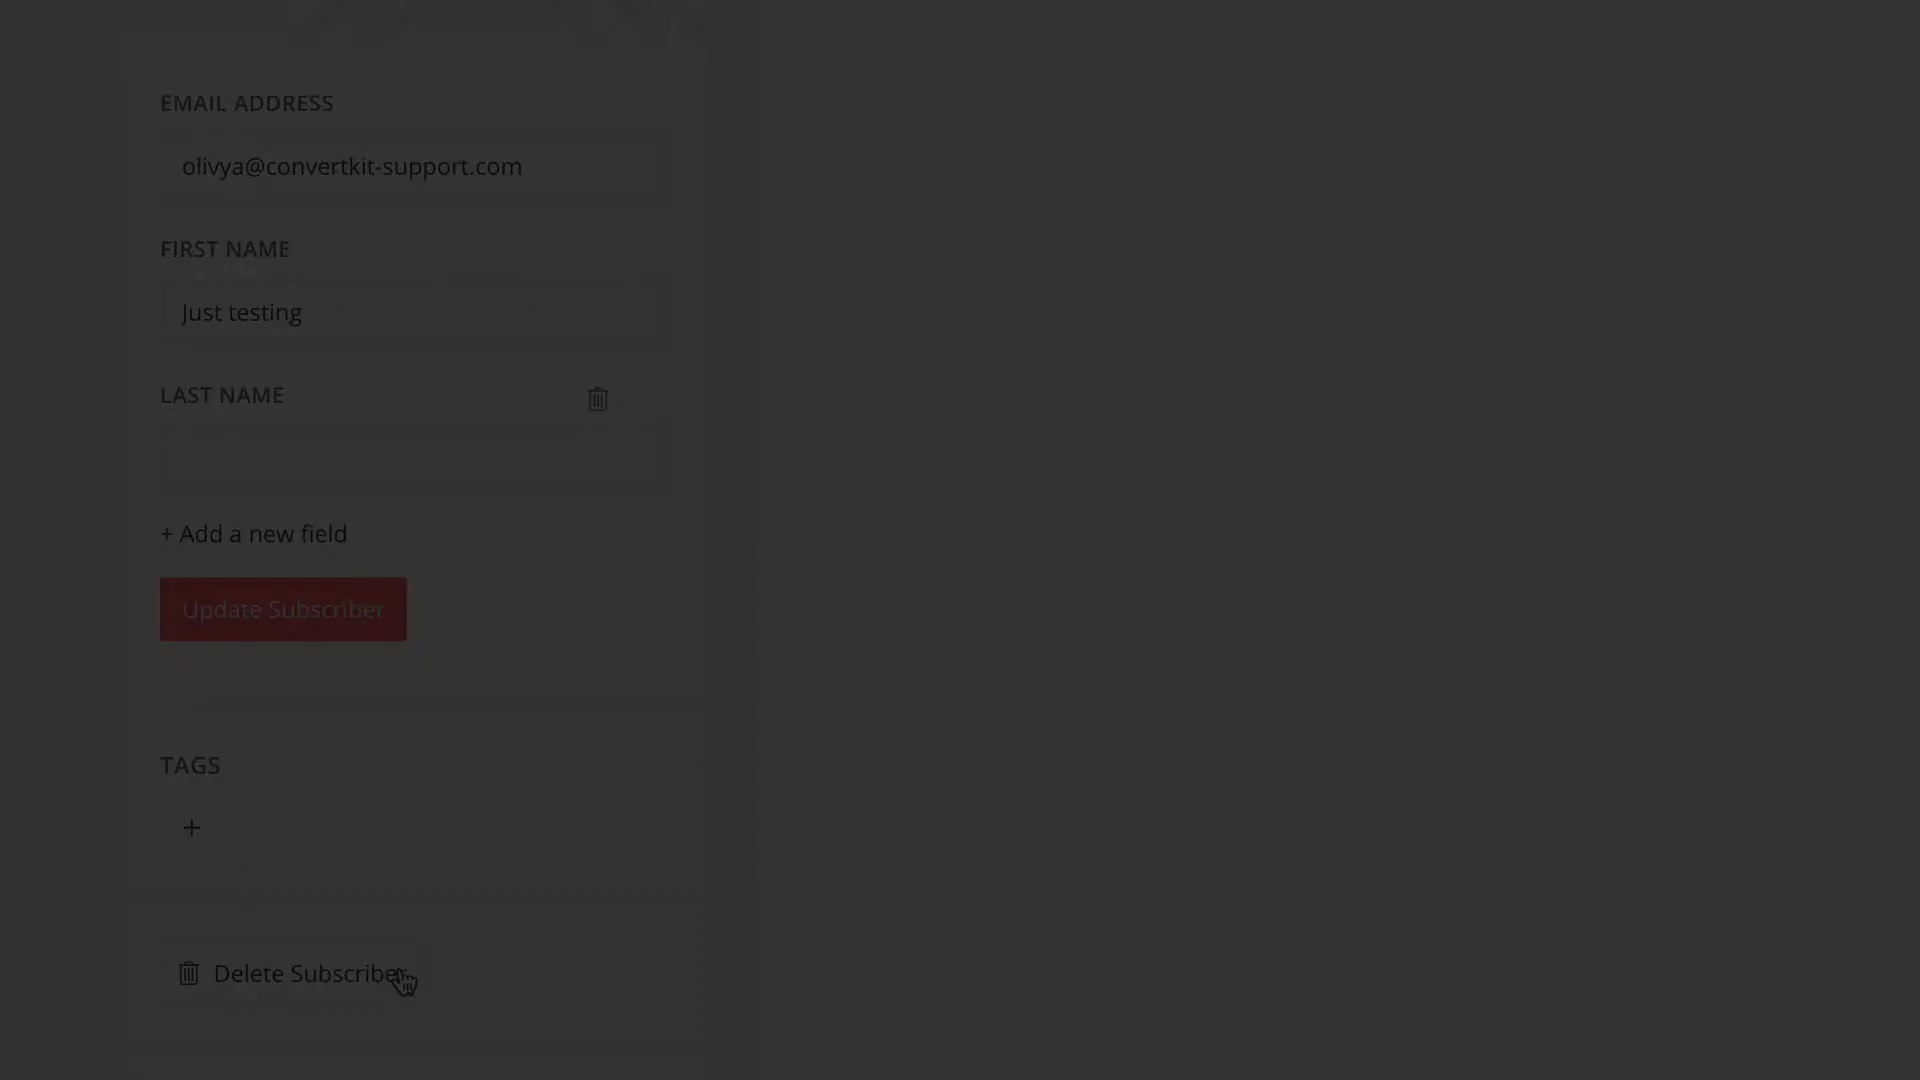 EMAIL ADDRESS
olivya@convertkit-support.com
FIRST NAME
Just testing
LAST NAME
+ Add a new field
Update Subscriber
TAGS
+
Delete Subscriber